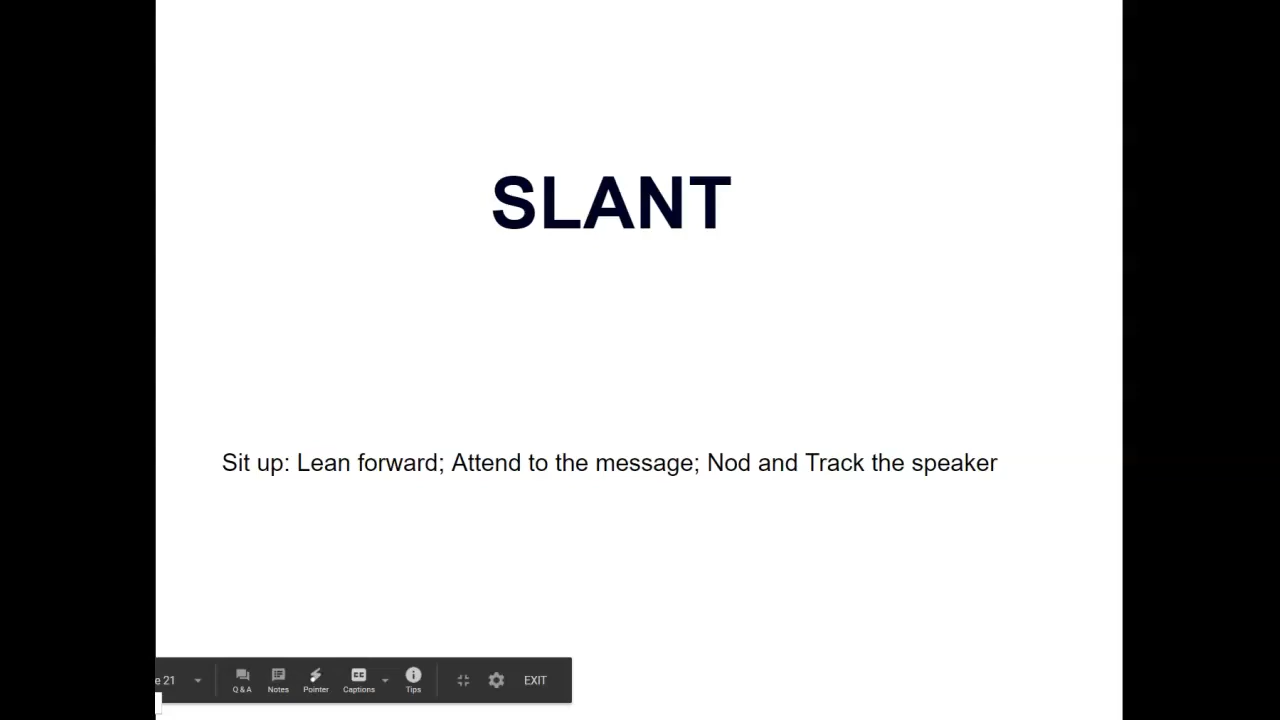 SLANT
Sit up: Lean forward; Attend to the message; Nod and Track the speaker
e 21 Q & A Notes Pointer Captions Tips EXIT